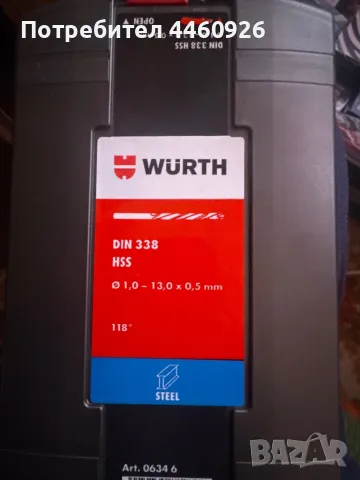 Потребител 4460926
OPEN
DIN 338 HSS
WÜRTH
DIN 338
HSS
Ø 1,0 – 13,0 x 0,5 mm
118°
STEEL
Art. 0634 6
BAZAR